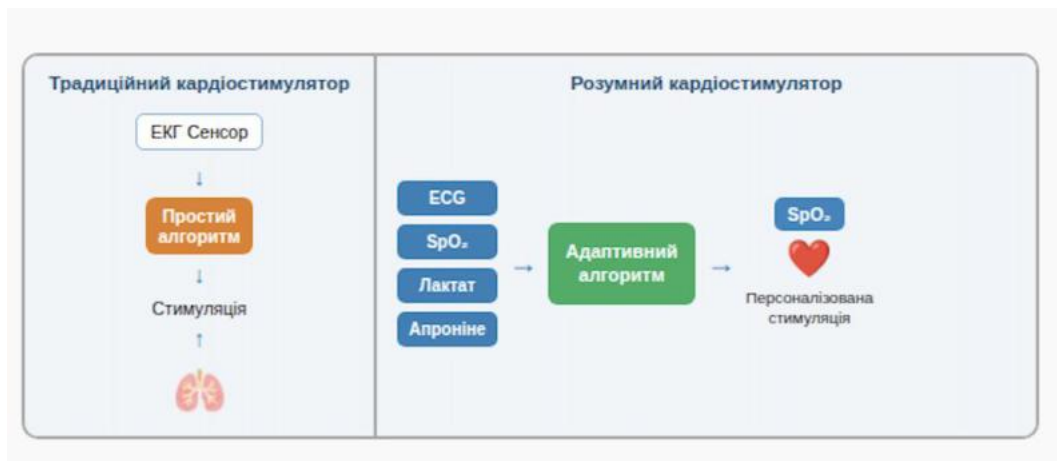 Традиційний кардіостимулятор
ЕКГ Сенсор
Простий
алгоритм
Стимуляція
Розумний кардіостимулятор
ECG
SpO₂
Лактат
Апроніне
Адаптивний
алгоритм
SpO₂
Персоналізована
стимуляція